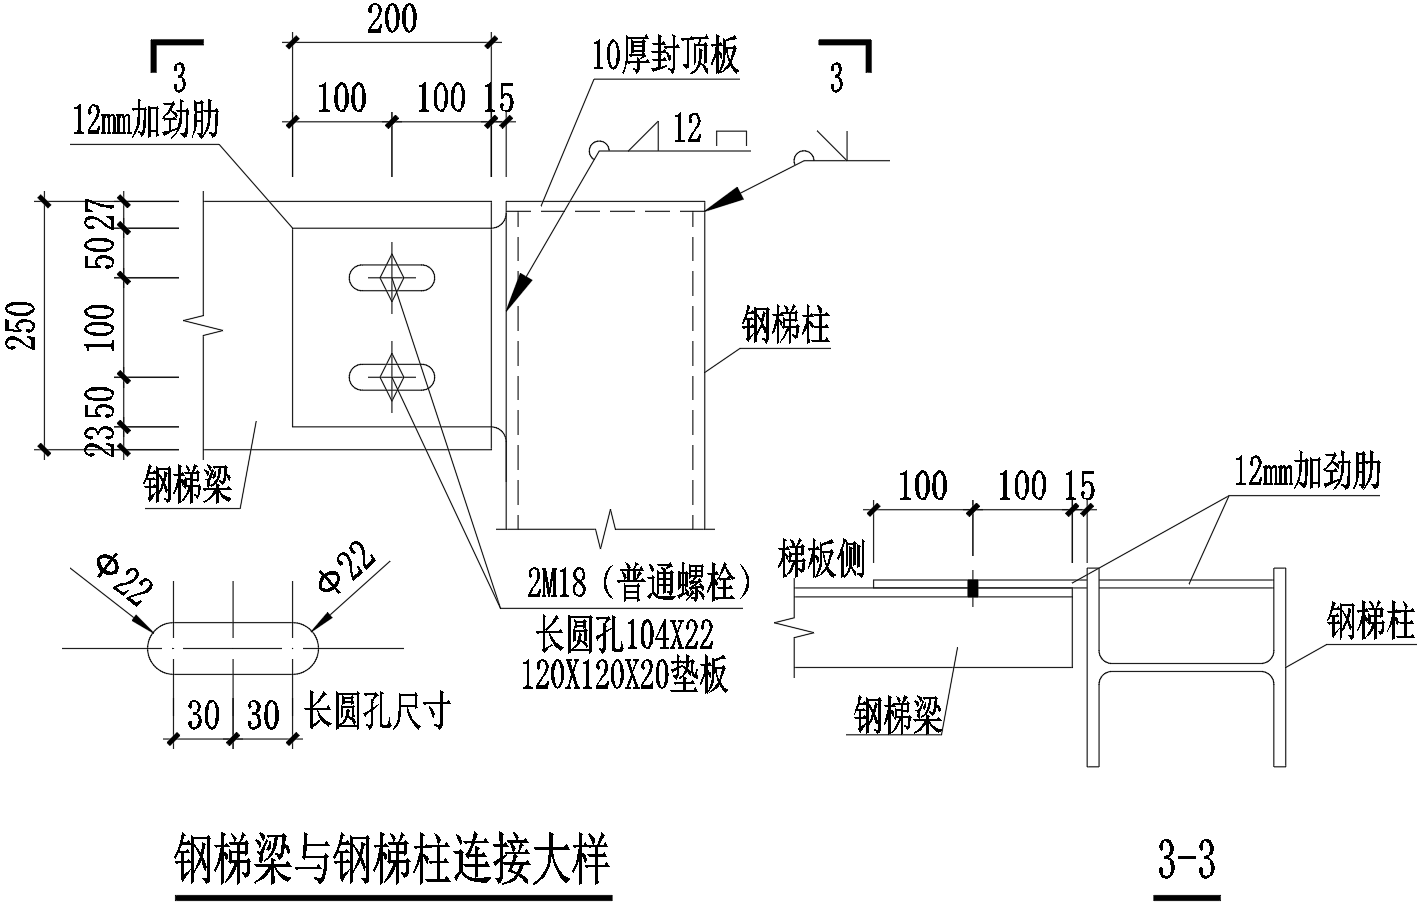 200
3
10厚封顶板
3
100
100
15
12mm加劲肋
12
27
50
250
100
50
23
钢梯柱
钢梯梁
100
100
15
12mm加劲肋
梯板侧
Φ22
Φ22
2M18（普通螺栓）
长圆孔104X22
120X120X20垫板
钢梯柱
30
30
长圆孔尺寸
钢梯梁
钢梯梁与钢梯柱连接大样
3-3